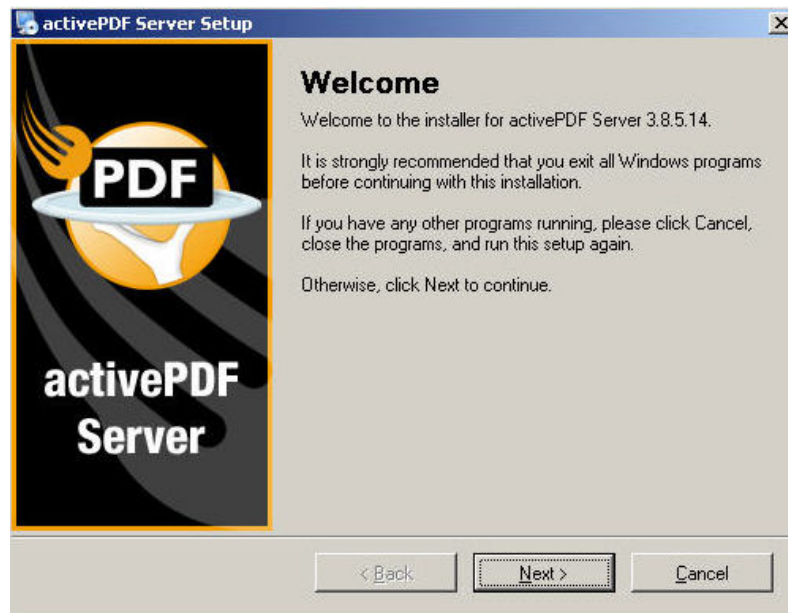 activePDF Server Setup
PDF
activePDF
Server
Welcome
Welcome to the installer for activePDF Server 3.8.5.14.
It is strongly recommended that you exit all Windows programs
before continuing with this installation.
If you have any other programs running, please click Cancel,
close the programs, and run this setup again.
Otherwise, click Next to continue.
< Back
Next >
Cancel